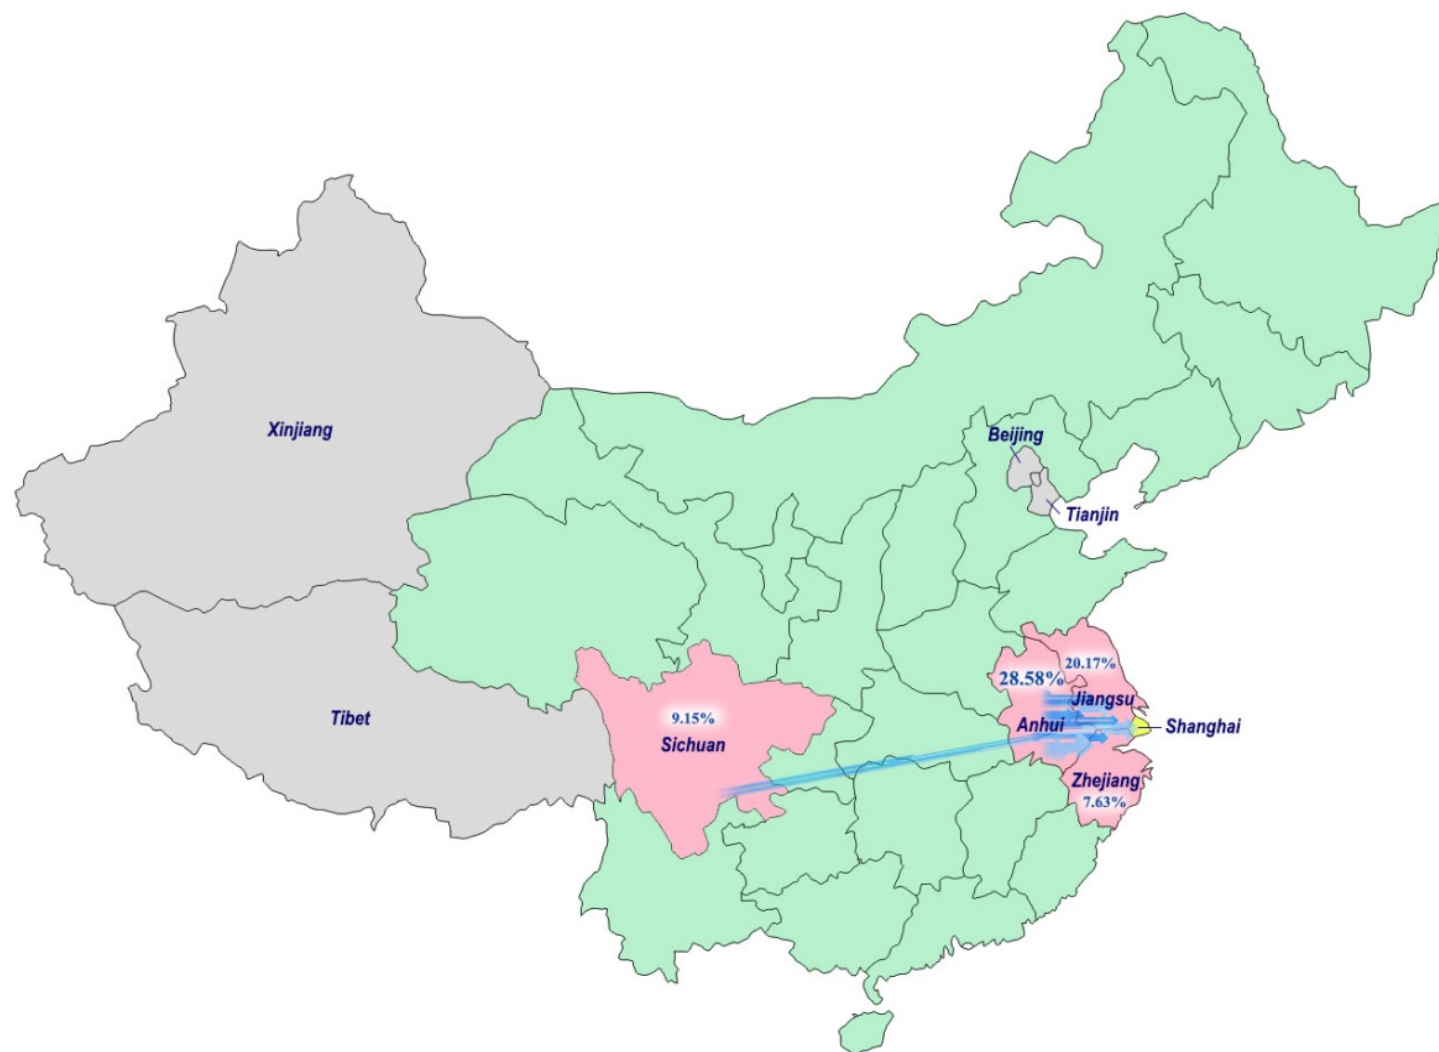 Xinjiang
Beijing
Tianjin
20.17%
28.58%
Jiangsu
Tibet
9.15%
Sichuan
Anhui
Shanghai
Zhejiang
7.63%